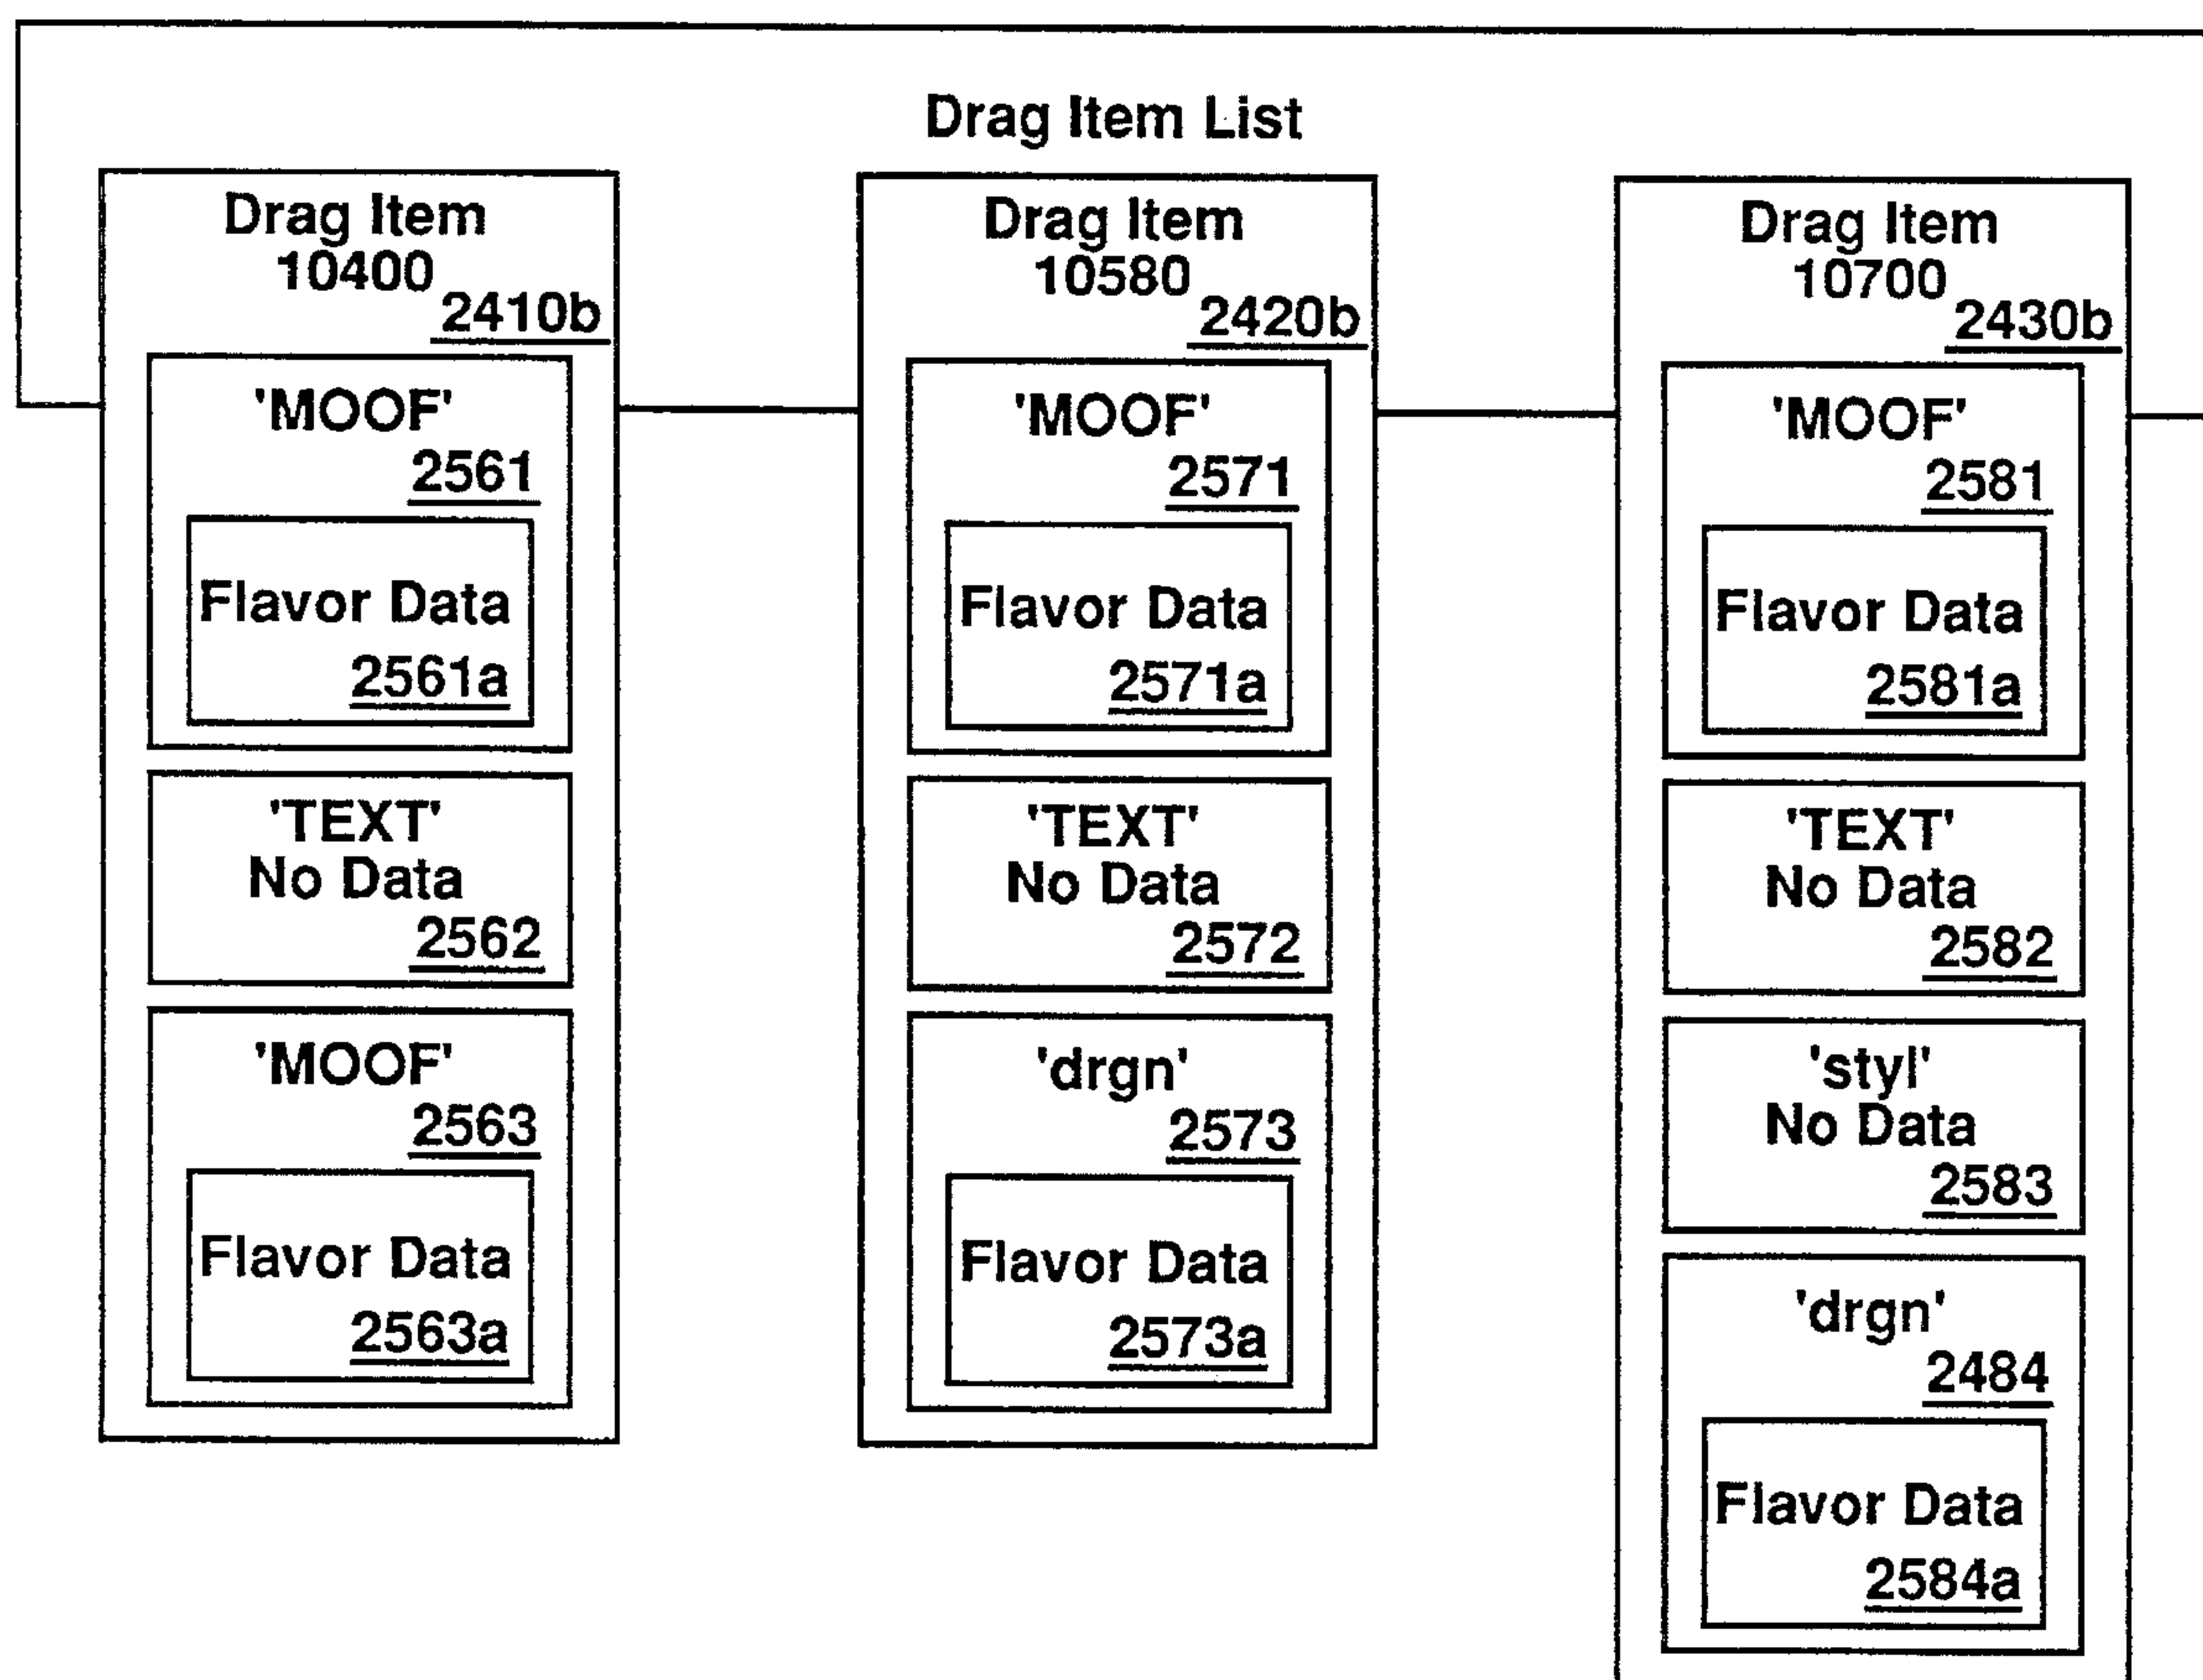 Drag Item List
Drag Item
10400
2410b
'MOOF'
2561
Flavor Data
2561a
'TEXT'
No Data
2562
'MOOF'
2563
Flavor Data
2563a
Drag Item
10580
2420b
'MOOF'
2571
Flavor Data
2571a
'TEXT'
No Data
2572
'drgn'
2573
Flavor Data
2573a
Drag Item
10700
2430b
'MOOF'
2581
Flavor Data
2581a
'TEXT'
No Data
2582
'styl'
No Data
2583
'drgn'
2484
Flavor Data
2584a